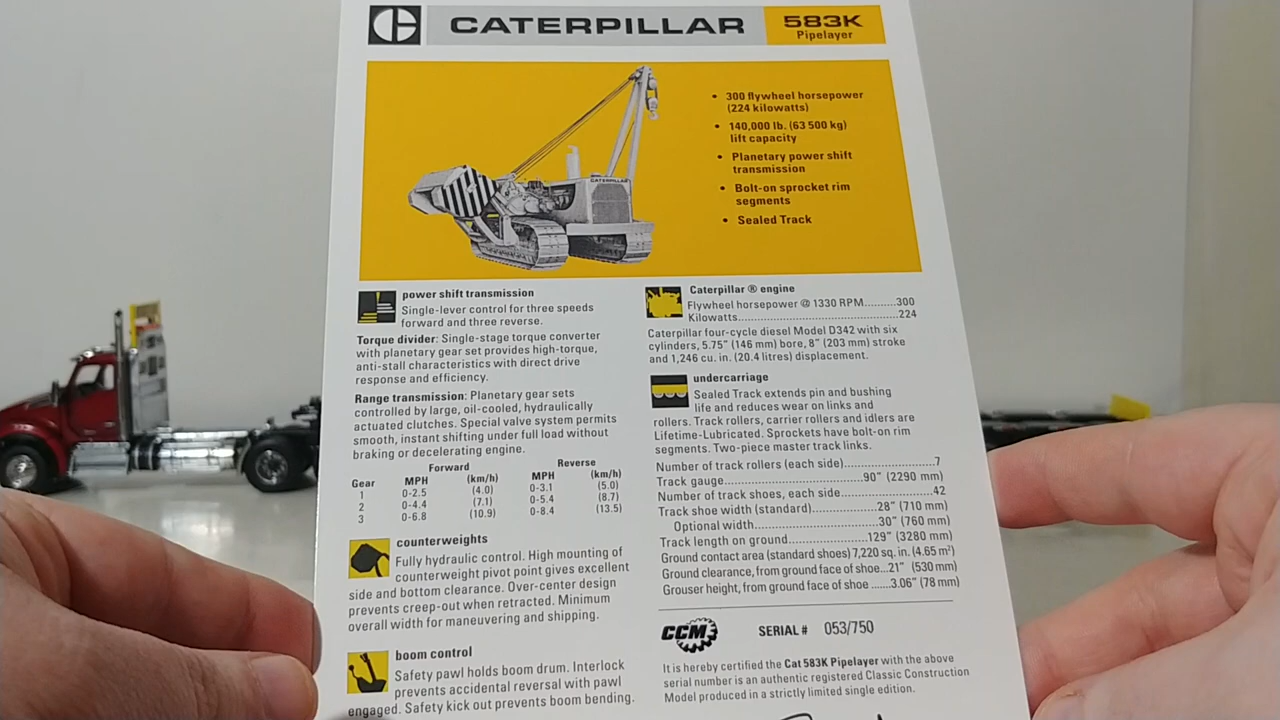 CATERPILLAR
583K
Pipelayer
CATERPILLAR
• 300 flywheel horsepower
(224 kilowatts)
• 140,000 lb. (63 500 kg)
lift capacity
• Planetary power shift
transmission
• Bolt-on sprocket rim
segments
• Sealed Track
power shift transmission
Single-lever control for three speeds
forward and three reverse.
Torque divider: Single-stage torque converter
with planetary gear set provides high-torque,
anti-stall characteristics with direct drive
response and efficiency.
Range transmission: Planetary gear sets
controlled by large, oil-cooled, hydraulically
actuated clutches. Special valve system permits
smooth, instant shifting under full load without
braking or decelerating engine.
Forward Reverse
Gear MPH (km/h) MPH (km/h)
1 0-2.5 (4.0) 0-3.1 (5.0)
2 0-4.4 (7.1) 0-5.4 (8.7)
3 0-6.8 (10.9) 0-8.4 (13.5)
counterweights
Fully hydraulic control. High mounting of
counterweight pivot point gives excellent
side and bottom clearance. Over-center design
prevents creep-out when retracted. Minimum
overall width for maneuvering and shipping.
boom control
Safety pawl holds boom drum. Interlock
prevents accidental reversal with pawl
engaged. Safety kick out prevents boom bending.
Caterpillar ® engine
Flywheel horsepower @ 1330 RPM..........300
Kilowatts.............................................224
Caterpillar four-cycle diesel Model D342 with six
cylinders, 5.75" (146 mm) bore, 8" (203 mm) stroke
and 1,246 cu. in. (20.4 litres) displacement.
undercarriage
Sealed Track extends pin and bushing
life and reduces wear on links and
rollers. Track rollers, carrier rollers and idlers are
Lifetime-Lubricated. Sprockets have bolt-on rim
segments. Two-piece master track links.
Number of track rollers (each side).......................7
Track gauge.....................................90" (2290 mm)
Number of track shoes, each side.......................42
Track shoe width (standard)..................28" (710 mm)
Optional width...............................30" (760 mm)
Track length on ground....................129" (3280 mm)
Ground contact area (standard shoes) 7,220 sq. in. (4.65 m²)
Ground clearance, from ground face of shoe...21" (530 mm)
Grouser height, from ground face of shoe .....3.06" (78 mm)
CCM
SERIAL # 053/750
It is hereby certified the Cat 583K Pipelayer with the above
serial number is an authentic registered Classic Construction
Model produced in a strictly limited single edition.